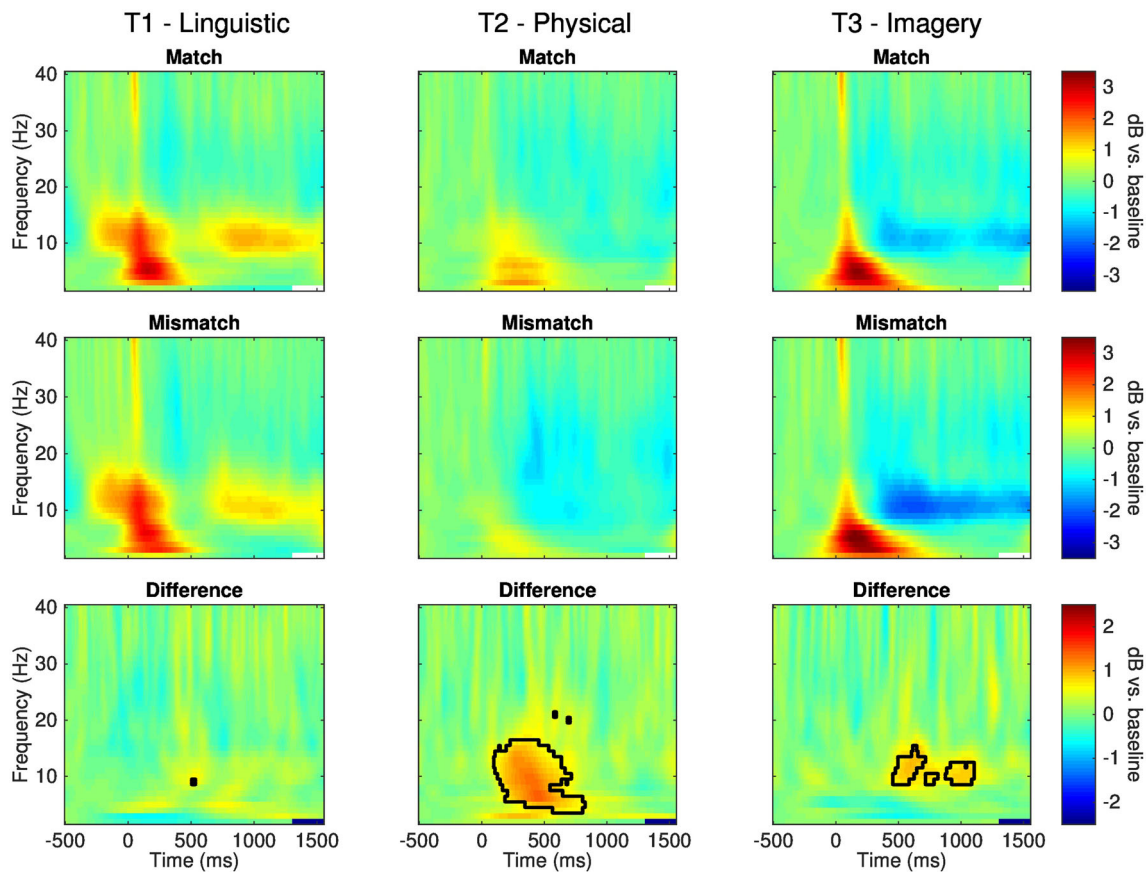 T1 - Linguistic
T2 - Physical
T3 - Imagery
Match
Match
Match
40
30
20
10
Frequency (Hz)
3
2
1
0
-1
-2
-3
dB vs. baseline
Mismatch
Mismatch
Mismatch
40
30
20
10
Frequency (Hz)
3
2
1
0
-1
-2
-3
dB vs. baseline
Difference
Difference
Difference
40
30
20
10
Frequency (Hz)
2
1
0
-1
-2
dB vs. baseline
-500 0 500 1000 1500
-500 0 500 1000 1500
-500 0 500 1000 1500
Time (ms)
Time (ms)
Time (ms)